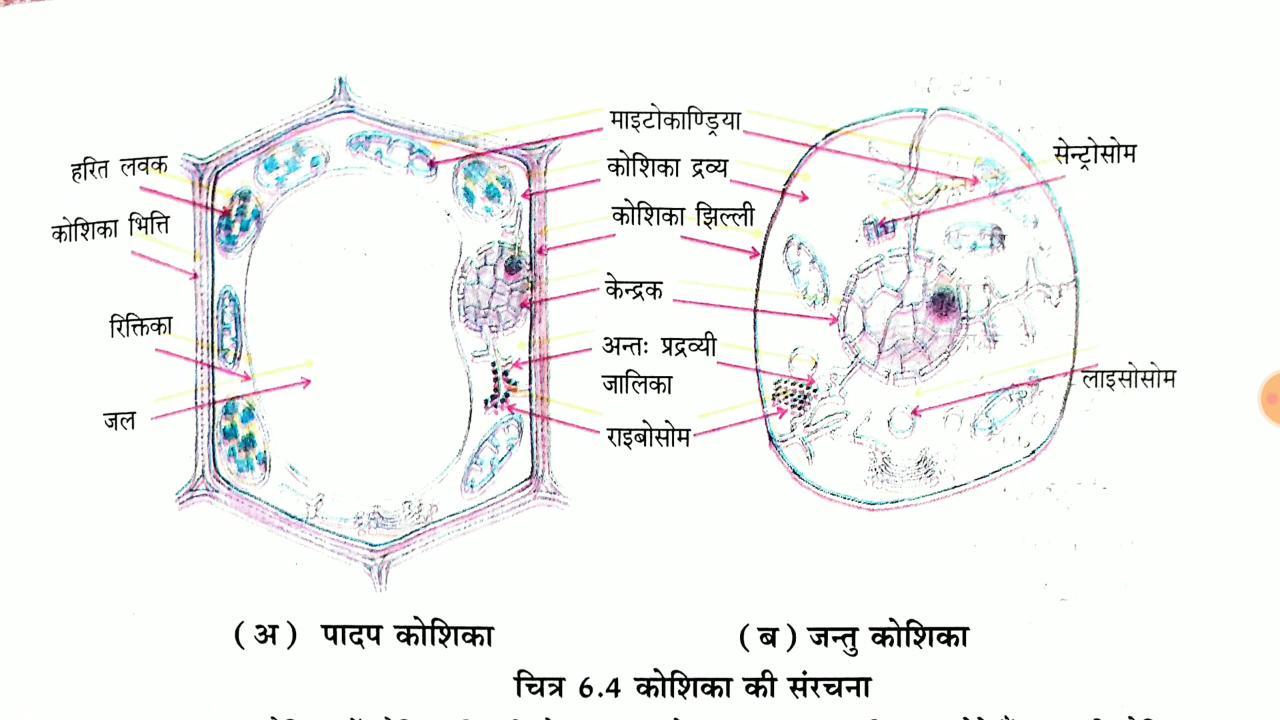 माइटोकाण्ड्रिया
हरित लवक
कोशिका द्रव्य
सेन्ट्रोसोम
कोशिका भित्ति
कोशिका झिल्ली
केन्द्रक
रिक्तिका
अन्तः प्रद्रव्यी
जालिका
लाइसोसोम
जल
राइबोसोम
( अ ) पादप कोशिका
( ब ) जन्तु कोशिका
चित्र 6.4 कोशिका की संरचना